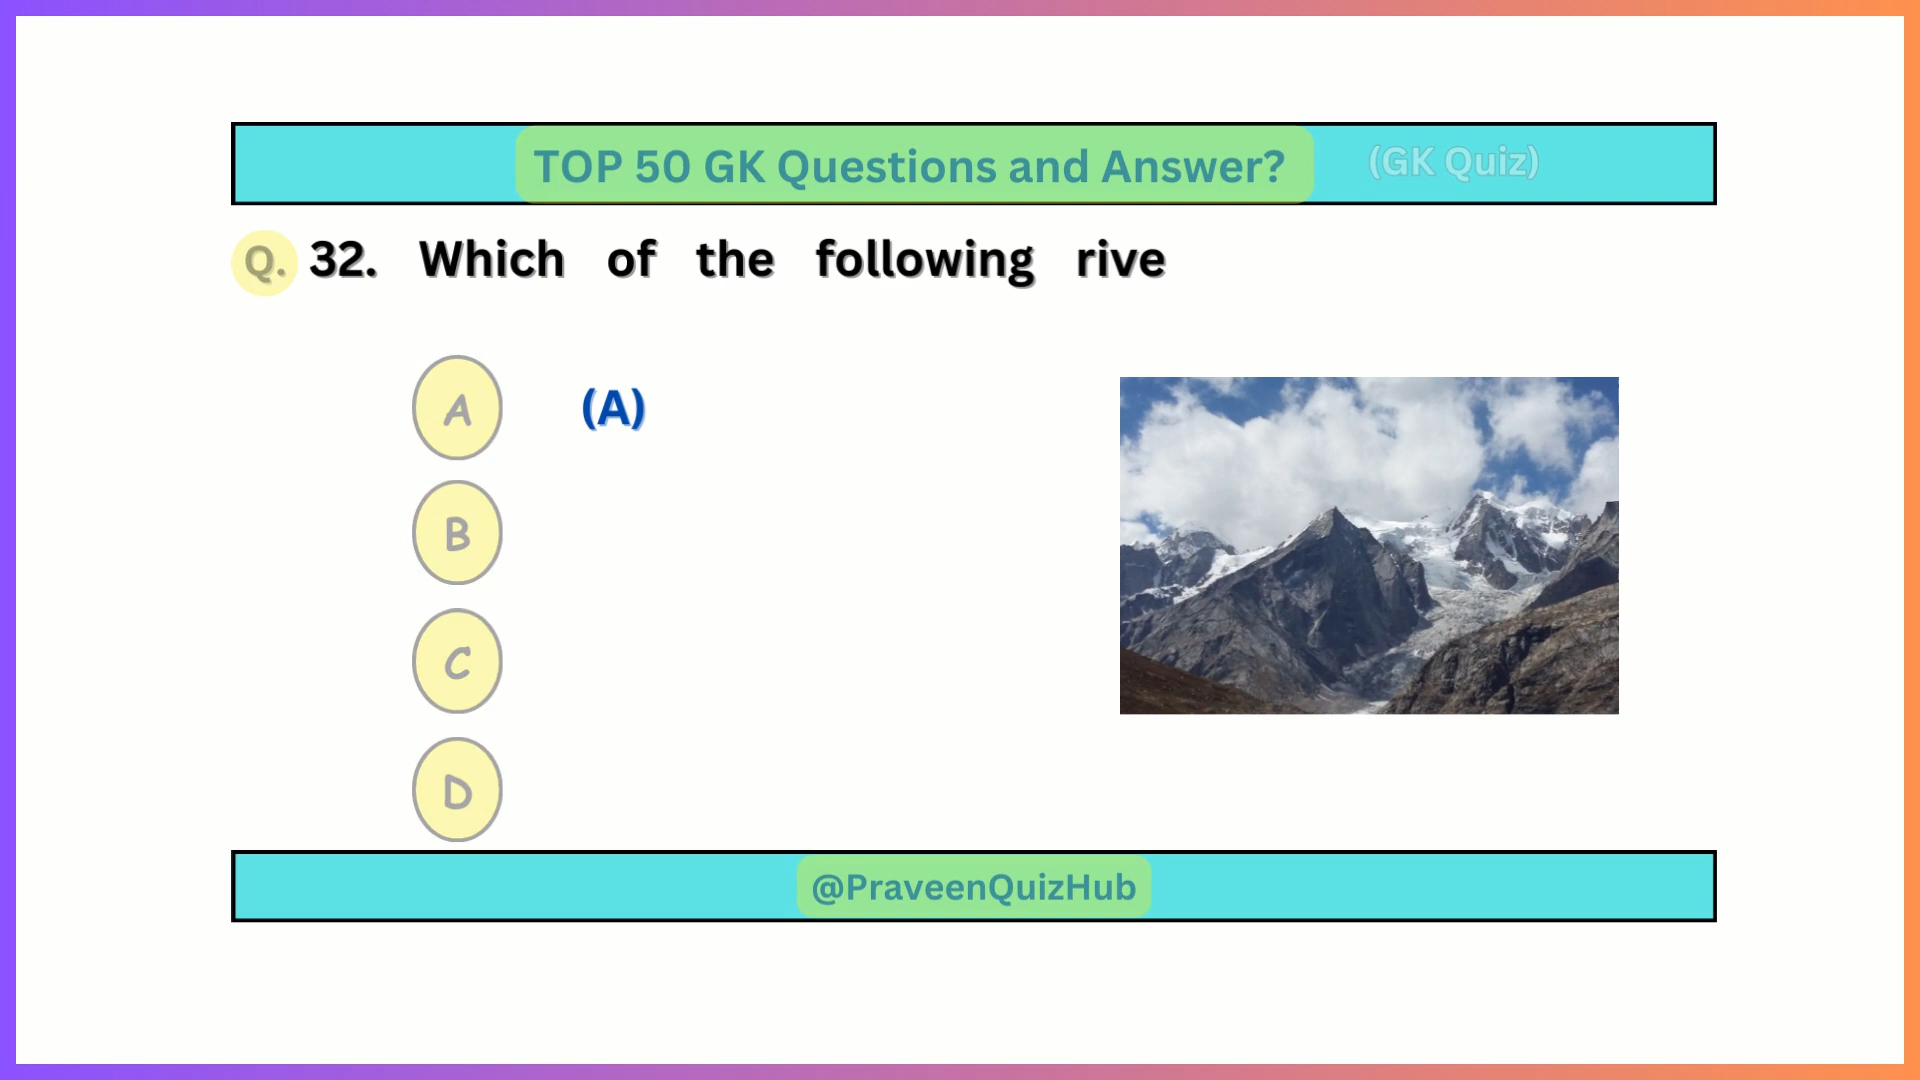 TOP 50 GK Questions and Answer? (GK Quiz)
Q. 32. Which of the following rive
A (A)
B
C
D
@PraveenQuizHub